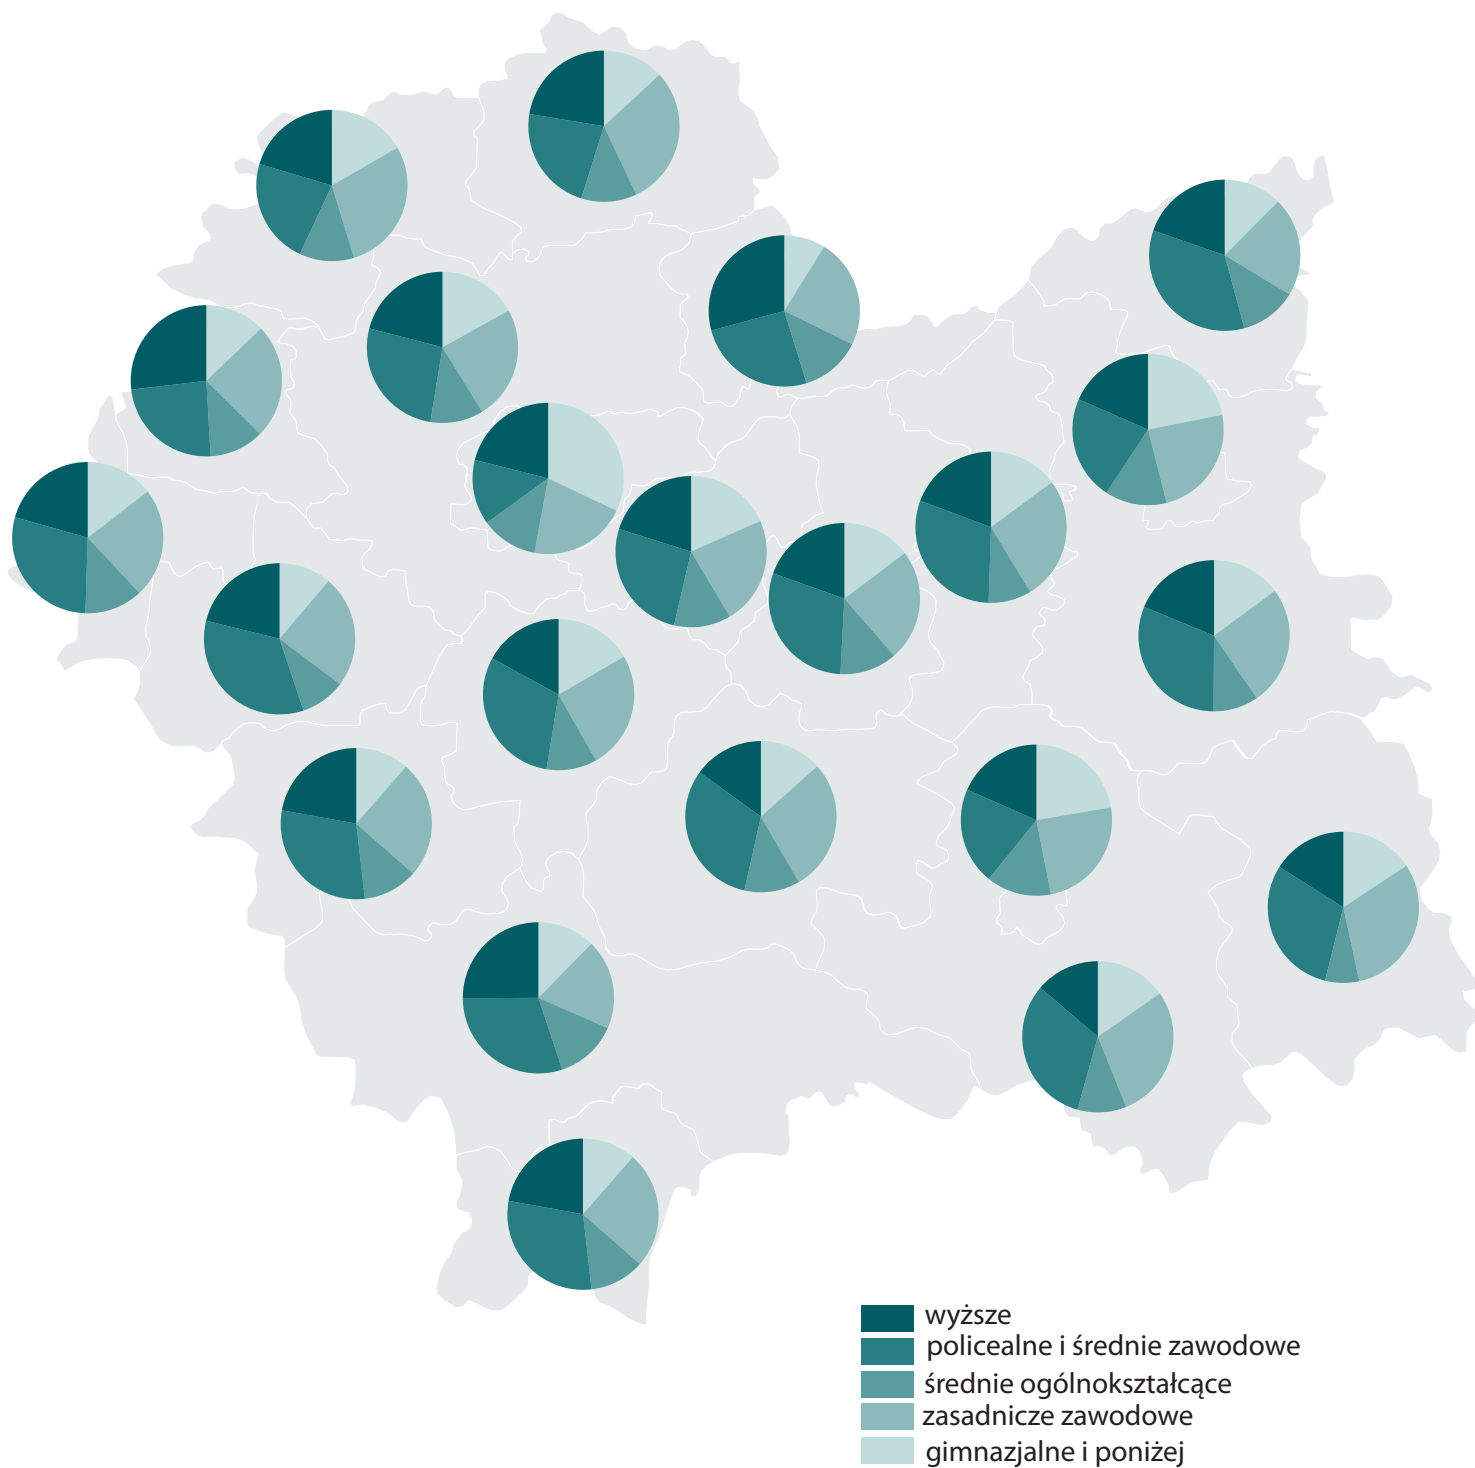 wyższe
policealne i średnie zawodowe
średnie ogólnokształcące
zasadnicze zawodowe
gimnazjalne i poniżej